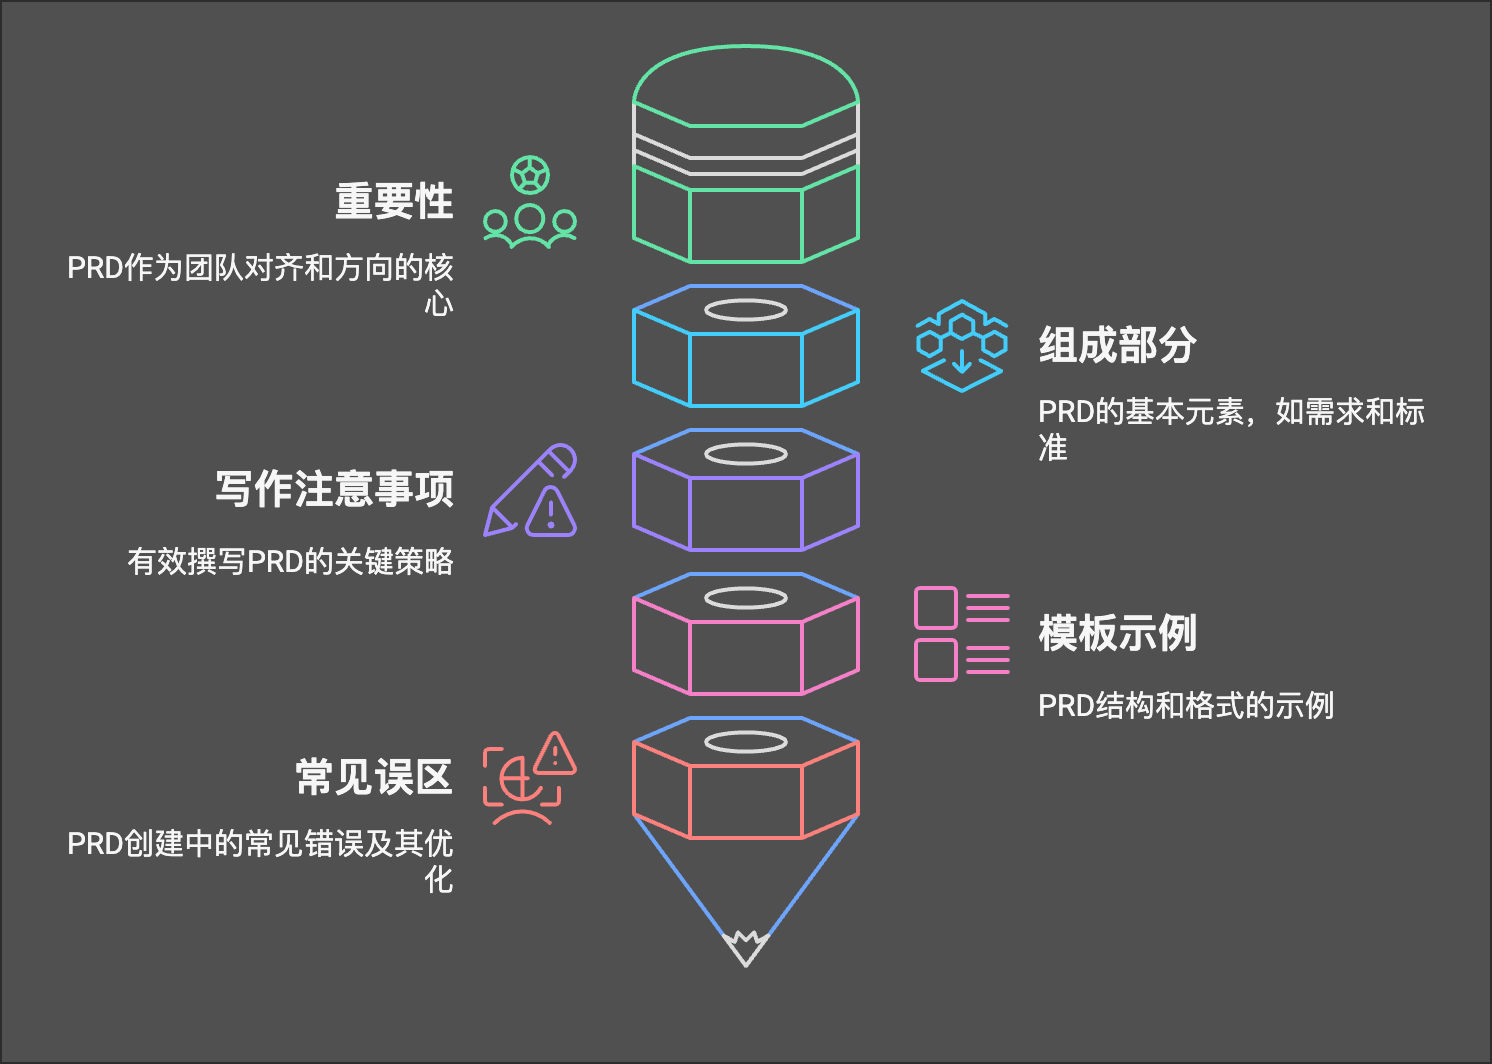 重要性
PRD作为团队对齐和方向的核
心
组成部分
PRD的基本元素，如需求和标
准
写作注意事项
有效撰写PRD的关键策略
模板示例
PRD结构和格式的示例
常见误区
PRD创建中的常见错误及其优
化